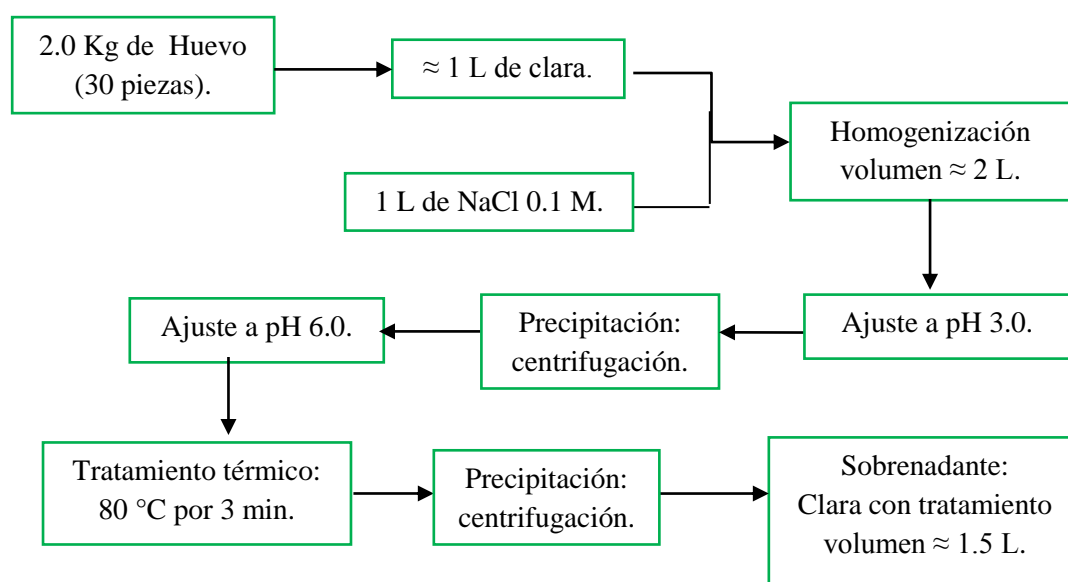 2.0 Kg de Huevo
(30 piezas).
≈ 1 L de clara.
1 L de NaCl 0.1 M.
Homogenización
volumen ≈ 2 L.
Ajuste a pH 3.0.
Precipitación:
centrifugación.
Ajuste a pH 6.0.
Tratamiento térmico:
80 °C por 3 min.
Precipitación:
centrifugación.
Sobrenadante:
Clara con tratamiento
volumen ≈ 1.5 L.